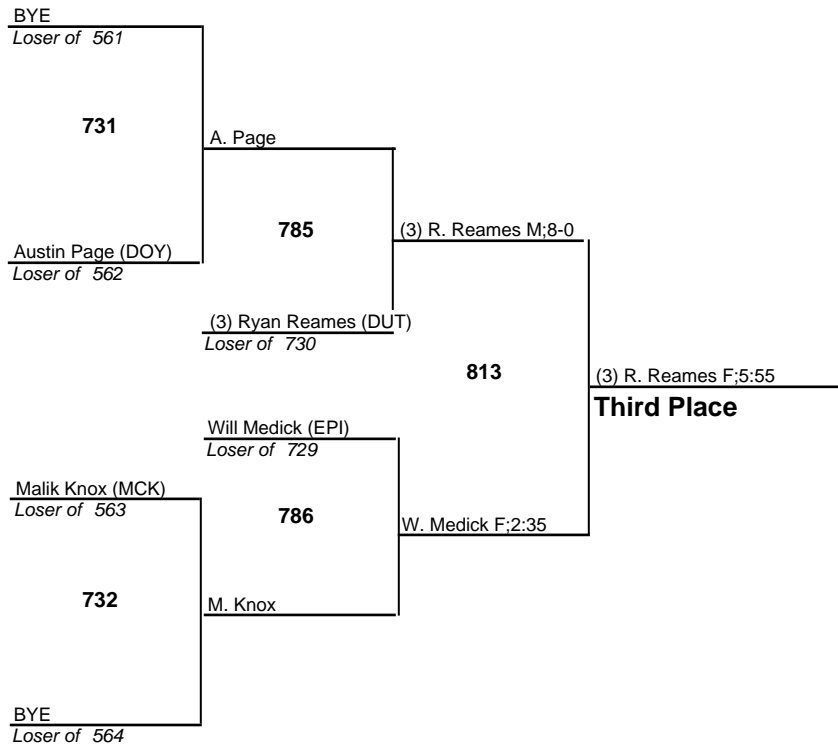 BYE
Loser of 561
731
A. Page
785
(3) R. Reames M;8-0
Austin Page (DOY)
Loser of 562
(3) Ryan Reames (DUT)
Loser of 730
813
(3) R. Reames F;5:55
Third Place
Will Medick (EPI)
Loser of 729
Malik Knox (MCK)
Loser of 563
786
W. Medick F;2:35
732
M. Knox
BYE
Loser of 564